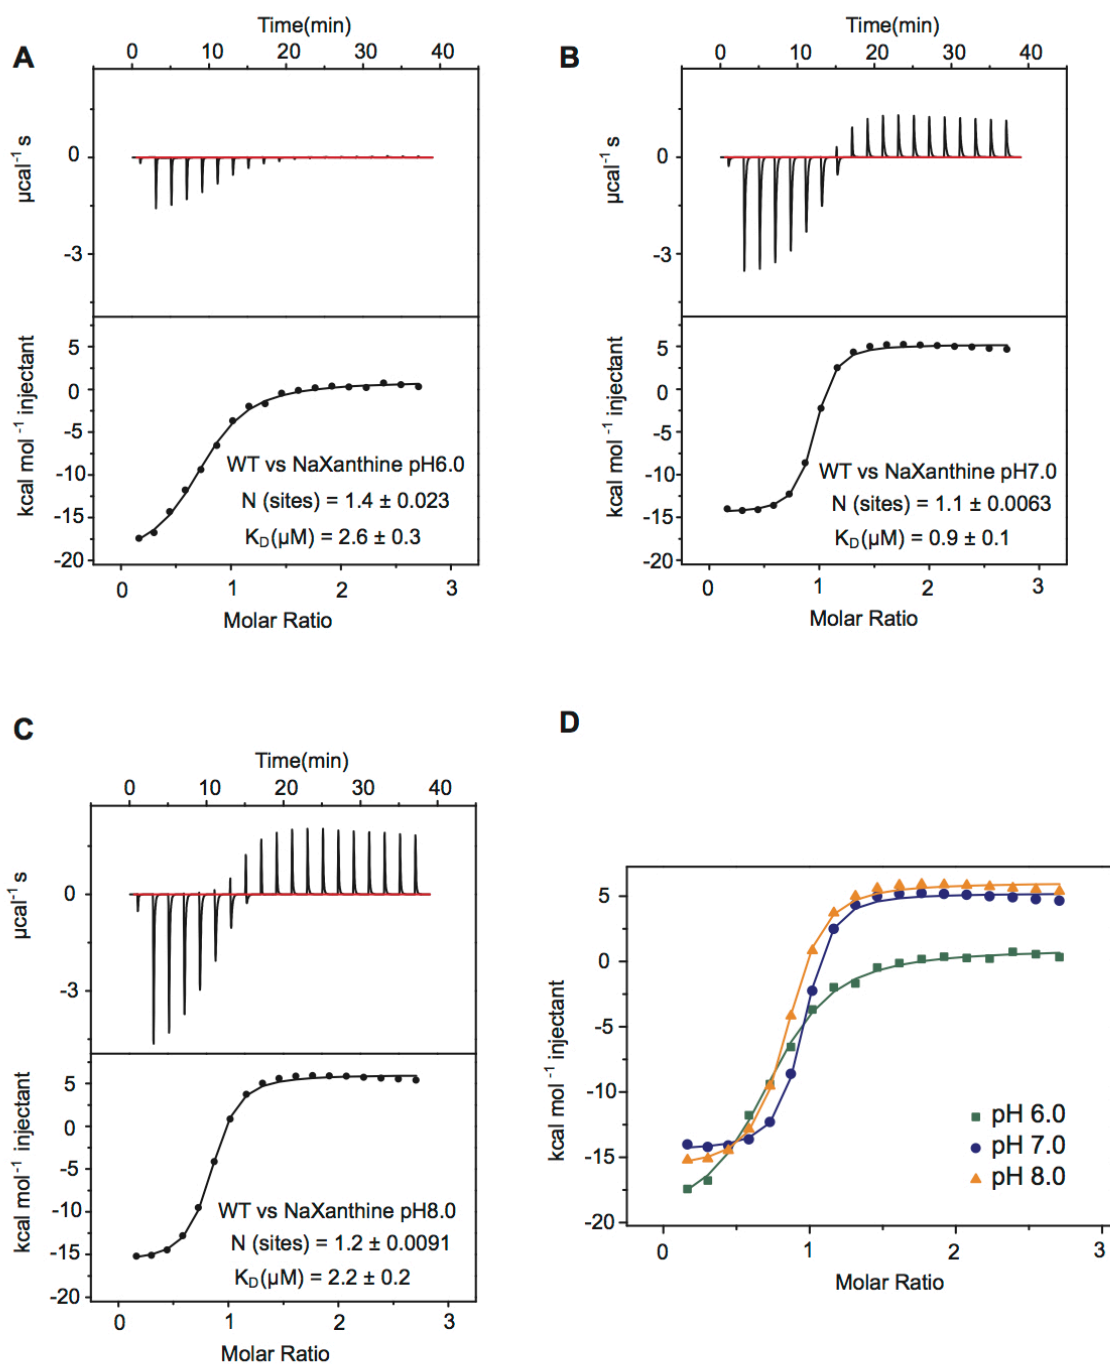 A
Time(min)
0 10 20 30 40
0
-3
µcal⁻¹ s
5
0
-5
-10
-15
-20
kcal mol ⁻¹ injectant
WT vs NaXanthine pH6.0
N (sites) = 1.4 ± 0.023
K_D(µM) = 2.6 ± 0.3
0 1 2 3
Molar Ratio
B
Time(min)
0 10 20 30 40
0
-3
µcal⁻¹ s
5
0
-5
-10
-15
-20
kcal mol ⁻¹ injectant
WT vs NaXanthine pH7.0
N (sites) = 1.1 ± 0.0063
K_D(µM) = 0.9 ± 0.1
0 1 2 3
Molar Ratio
C
Time(min)
0 10 20 30 40
0
-3
µcal⁻¹ s
5
0
-5
-10
-15
-20
kcal mol ⁻¹ injectant
WT vs NaXanthine pH8.0
N (sites) = 1.2 ± 0.0091
K_D(µM) = 2.2 ± 0.2
0 1 2 3
Molar Ratio
D
5
0
-5
-10
-15
-20
kcal mol ⁻¹ injectant
pH 6.0
pH 7.0
pH 8.0
0 1 2 3
Molar Ratio